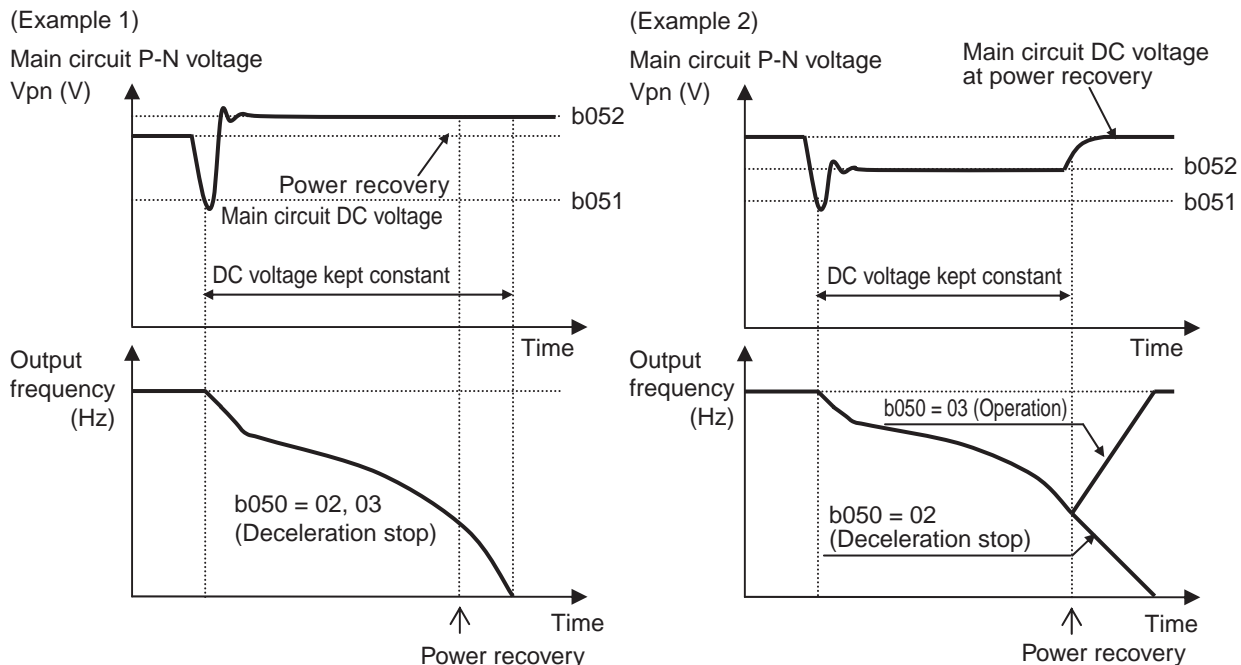 (Example 1)
Main circuit P-N voltage
Vpn (V)
b052
Power recovery
b051
Main circuit DC voltage
DC voltage kept constant
Time
Output
frequency
(Hz)
b050 = 02, 03
(Deceleration stop)
Time
Power recovery
(Example 2)
Main circuit P-N voltage
Vpn (V)
Main circuit DC voltage
at power recovery
b052
b051
DC voltage kept constant
Time
Output
frequency
(Hz)
b050 = 03 (Operation)
b050 = 02
(Deceleration stop)
Time
Power recovery